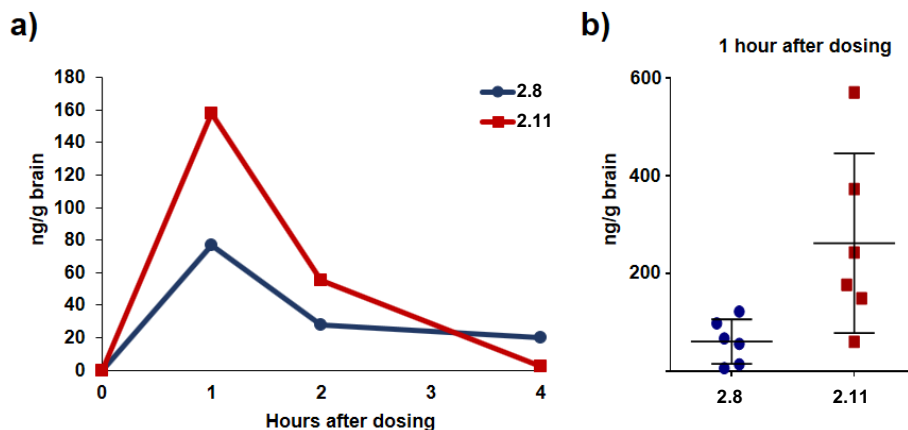 a)
180
160
140
120
100
80
60
40
20
0
ng/g brain
0 1 2 3 4
Hours after dosing
2.8
2.11
b)
1 hour after dosing
600
400
200
ng/g brain
2.8 2.11